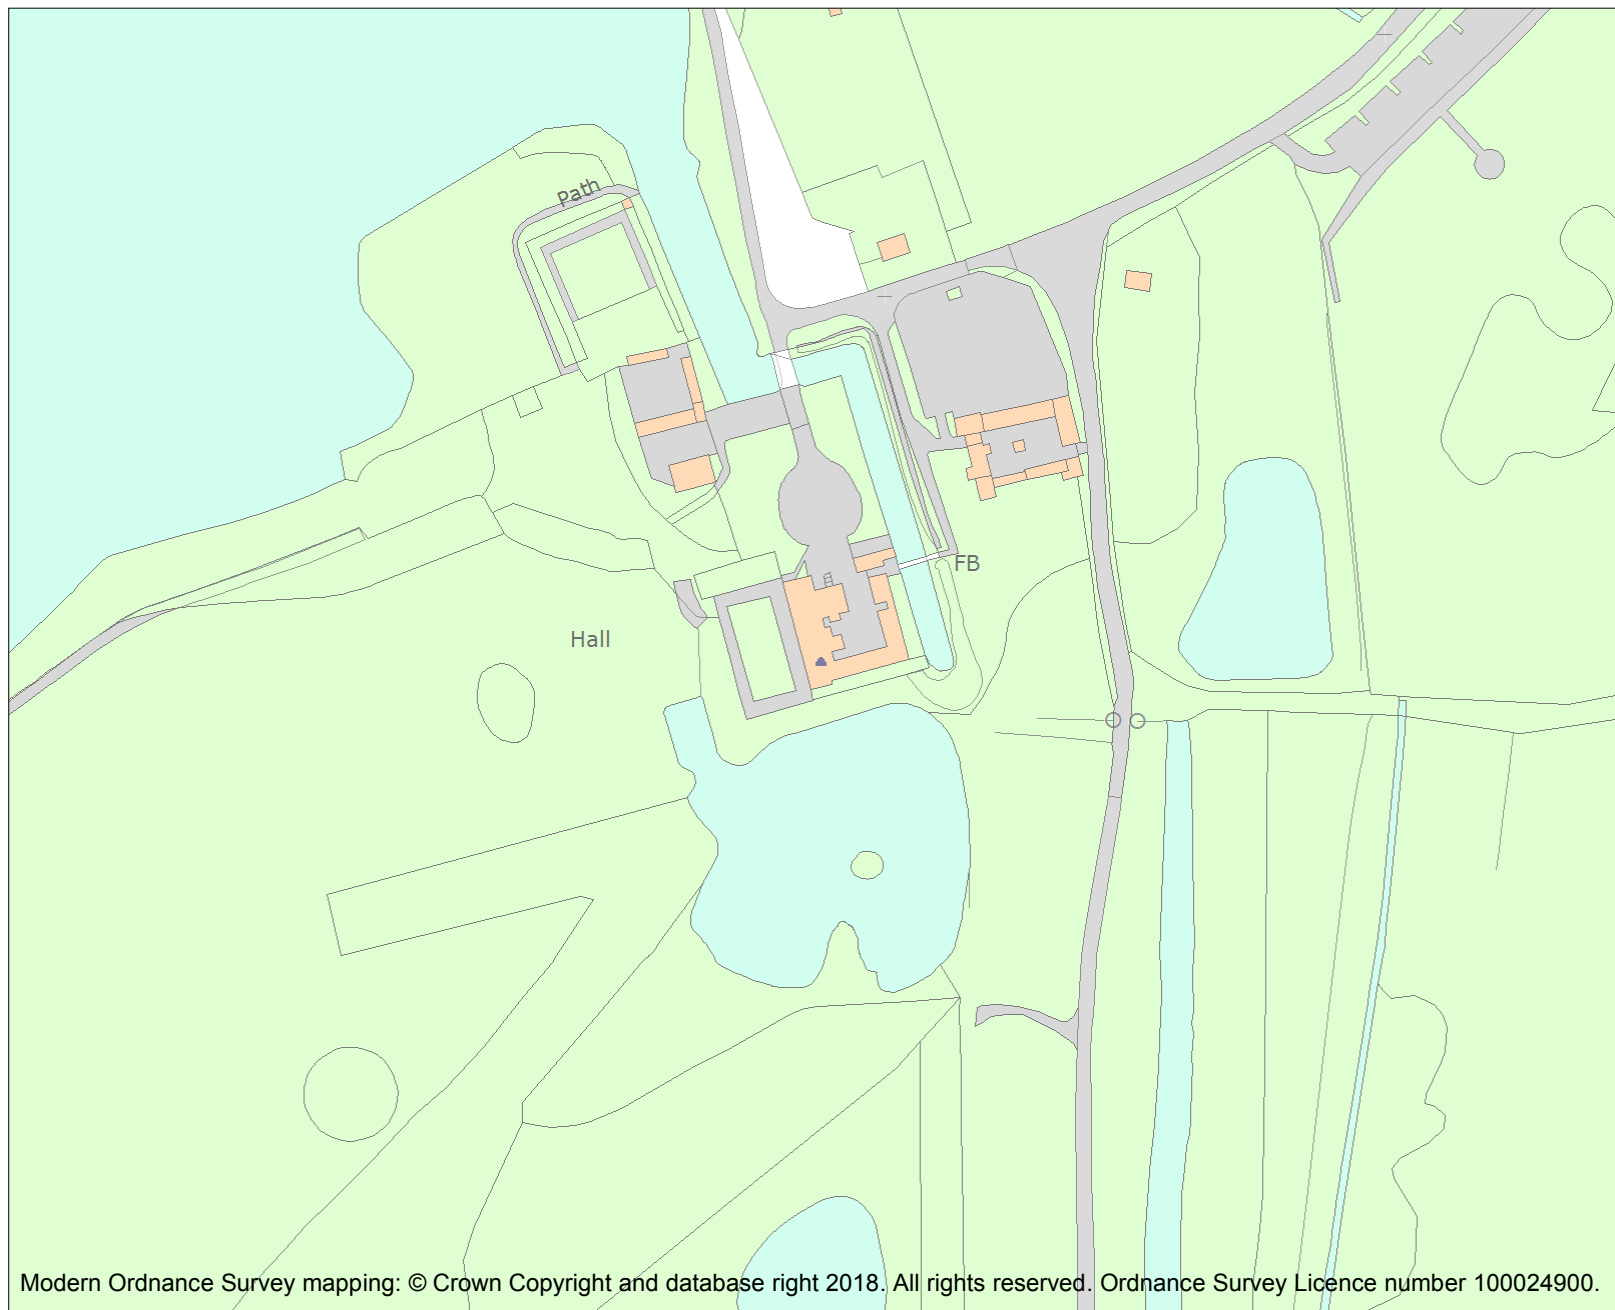 Path
FB
Hall
Modern Ordnance Survey mapping: © Crown Copyright and database right 2018. All rights reserved. Ordnance Survey Licence number 100024900.